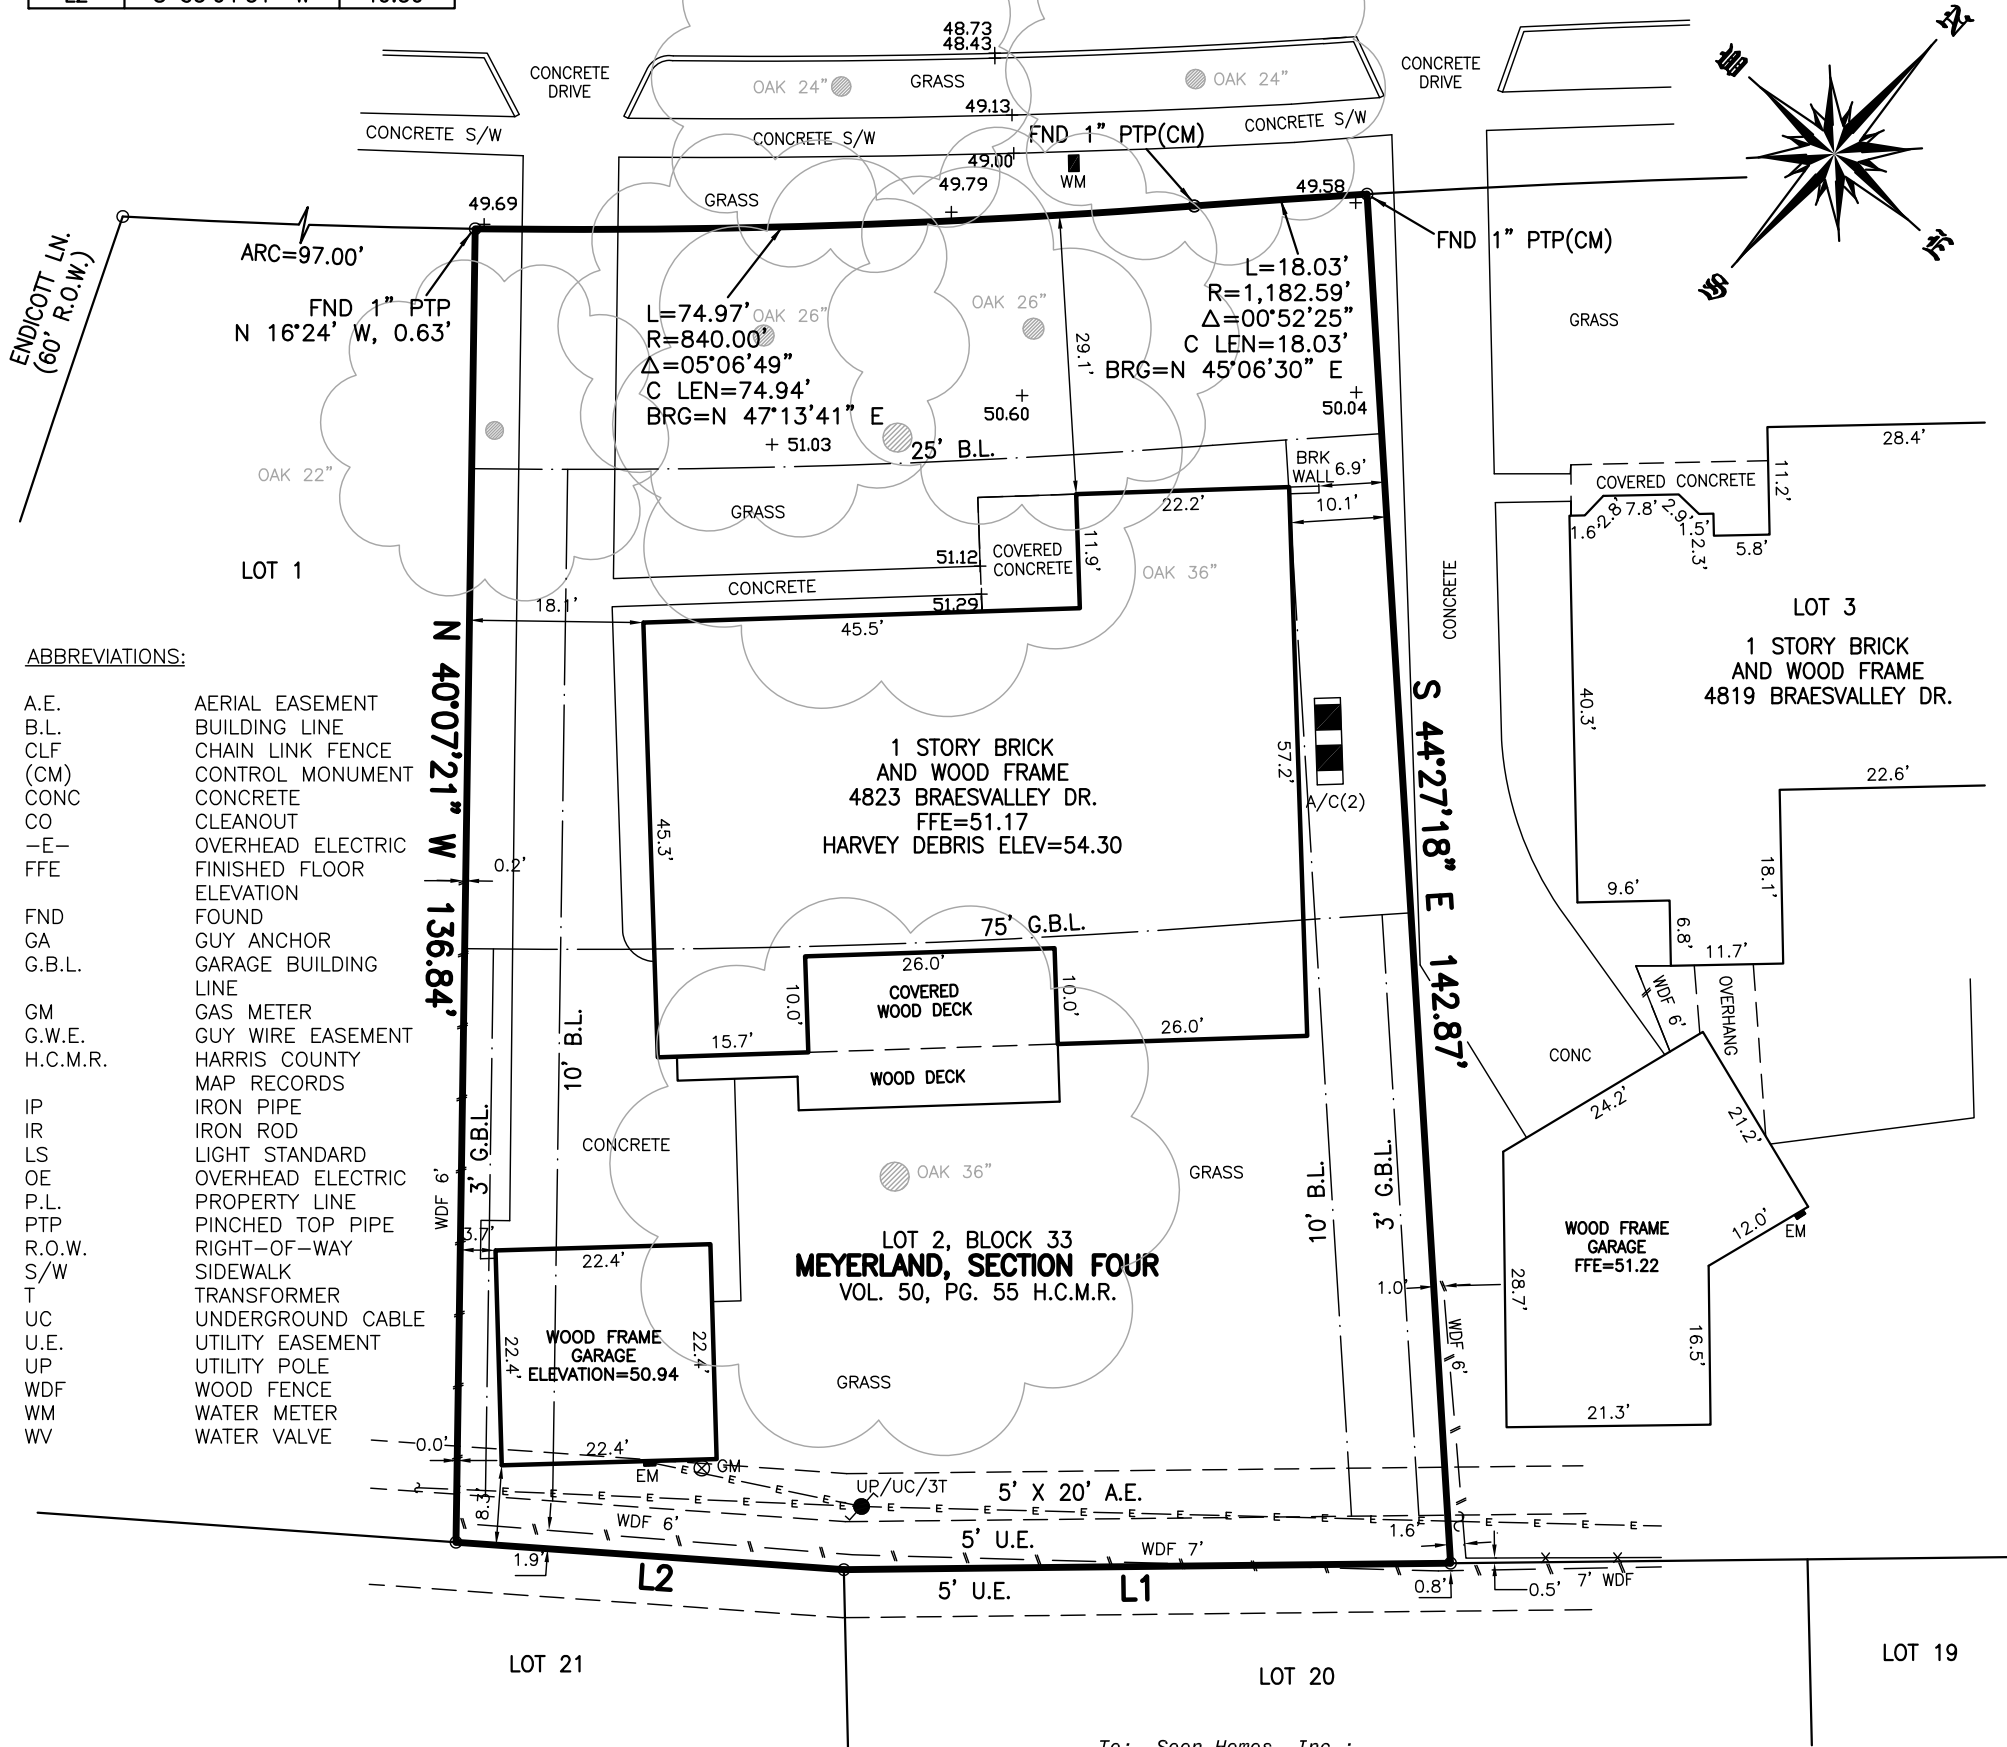 48.73
48.43
CONCRETE
DRIVE
OAK 24"
GRASS
OAK 24"
CONCRETE
DRIVE
49.13
CONCRETE S/W
CONCRETE S/W
FND 1" PTP(CM)
CONCRETE S/W
49.00
WM
49.69
GRASS
49.79
49.58
N
W
E
S
ENDICOTT LN.
(60' R.O.W.)
ARC=97.00'
FND 1" PTP
N 16°24' W, 0.63'
FND 1" PTP(CM)
L=74.97'
R=840.00'
Δ=05°06'49"
C LEN=74.94'
BRG=N 47°13'41" E
OAK 26"
OAK 26"
29.1'
L=18.03'
R=1,182.59'
Δ=00°52'25"
C LEN=18.03'
BRG=N 45°06'30" E
GRASS
50.60
50.04
51.03
25' B.L.
OAK 22"
GRASS
BRK
WALL
6.9'
22.2'
10.1'
28.4'
11.2'
COVERED CONCRETE
1.6'
2.8'
7.8'
2.9'
1.5'
2.3'
5.8'
LOT 1
51.12
COVERED
CONCRETE
11.9'
OAK 36"
CONCRETE
51.29
18.1'
45.5'
CONCRETE
LOT 3
1 STORY BRICK
AND WOOD FRAME
4819 BRAESVALLEY DR.
40.3'
22.6'
18.1'
9.6'
6.8'
11.7'
ABBREVIATIONS:
A.E. AERIAL EASEMENT
B.L. BUILDING LINE
CLF CHAIN LINK FENCE
(CM) CONTROL MONUMENT
CONC CONCRETE
CO CLEANOUT
-E- OVERHEAD ELECTRIC
FFE FINISHED FLOOR
ELEVATION
FND FOUND
GA GUY ANCHOR
G.B.L. GARAGE BUILDING
LINE
GM GAS METER
G.W.E. GUY WIRE EASEMENT
H.C.M.R. HARRIS COUNTY
MAP RECORDS
IP IRON PIPE
IR IRON ROD
LS LIGHT STANDARD
OE OVERHEAD ELECTRIC
P.L. PROPERTY LINE
PTP PINCHED TOP PIPE
R.O.W. RIGHT-OF-WAY
S/W SIDEWALK
T TRANSFORMER
UC UNDERGROUND CABLE
U.E. UTILITY EASEMENT
UP UTILITY POLE
WDF WOOD FENCE
WM WATER METER
WV WATER VALVE
N 40°07'21" W 136.84'
S 44°27'18" E 142.87'
1 STORY BRICK
AND WOOD FRAME
4823 BRAESVALLEY DR.
FFE=51.17
HARVEY DEBRIS ELEV=54.30
45.3'
57.2'
A/C(2)
0.2'
75' G.B.L.
26.0'
10.0'
COVERED
WOOD DECK
10.0'
15.7'
26.0'
WOOD DECK
10' B.L.
3' G.B.L.
WDF 6'
CONCRETE
OAK 36"
GRASS
10' B.L.
3' G.B.L.
WDF 6'
OVERHANG
CONC
24.2'
21.2'
12.0'
EM
WOOD FRAME
GARAGE
FFE=51.22
28.7'
16.5'
21.3'
LOT 2, BLOCK 33
MEYERLAND, SECTION FOUR
VOL. 50, PG. 55 H.C.M.R.
3.7'
22.4'
1.0'
WDF 6'
22.4'
WOOD FRAME
GARAGE
ELEVATION=50.94
22.4'
GRASS
0.0'
22.4'
EM
E
GM
UP/UC/3T
5' X 20' A.E.
8.3'
WDF 6'
5' U.E.
WDF 7'
1.6'
1.9'
L2
5' U.E.
L1
0.8'
0.5'
7' WDF
LOT 21
LOT 20
LOT 19